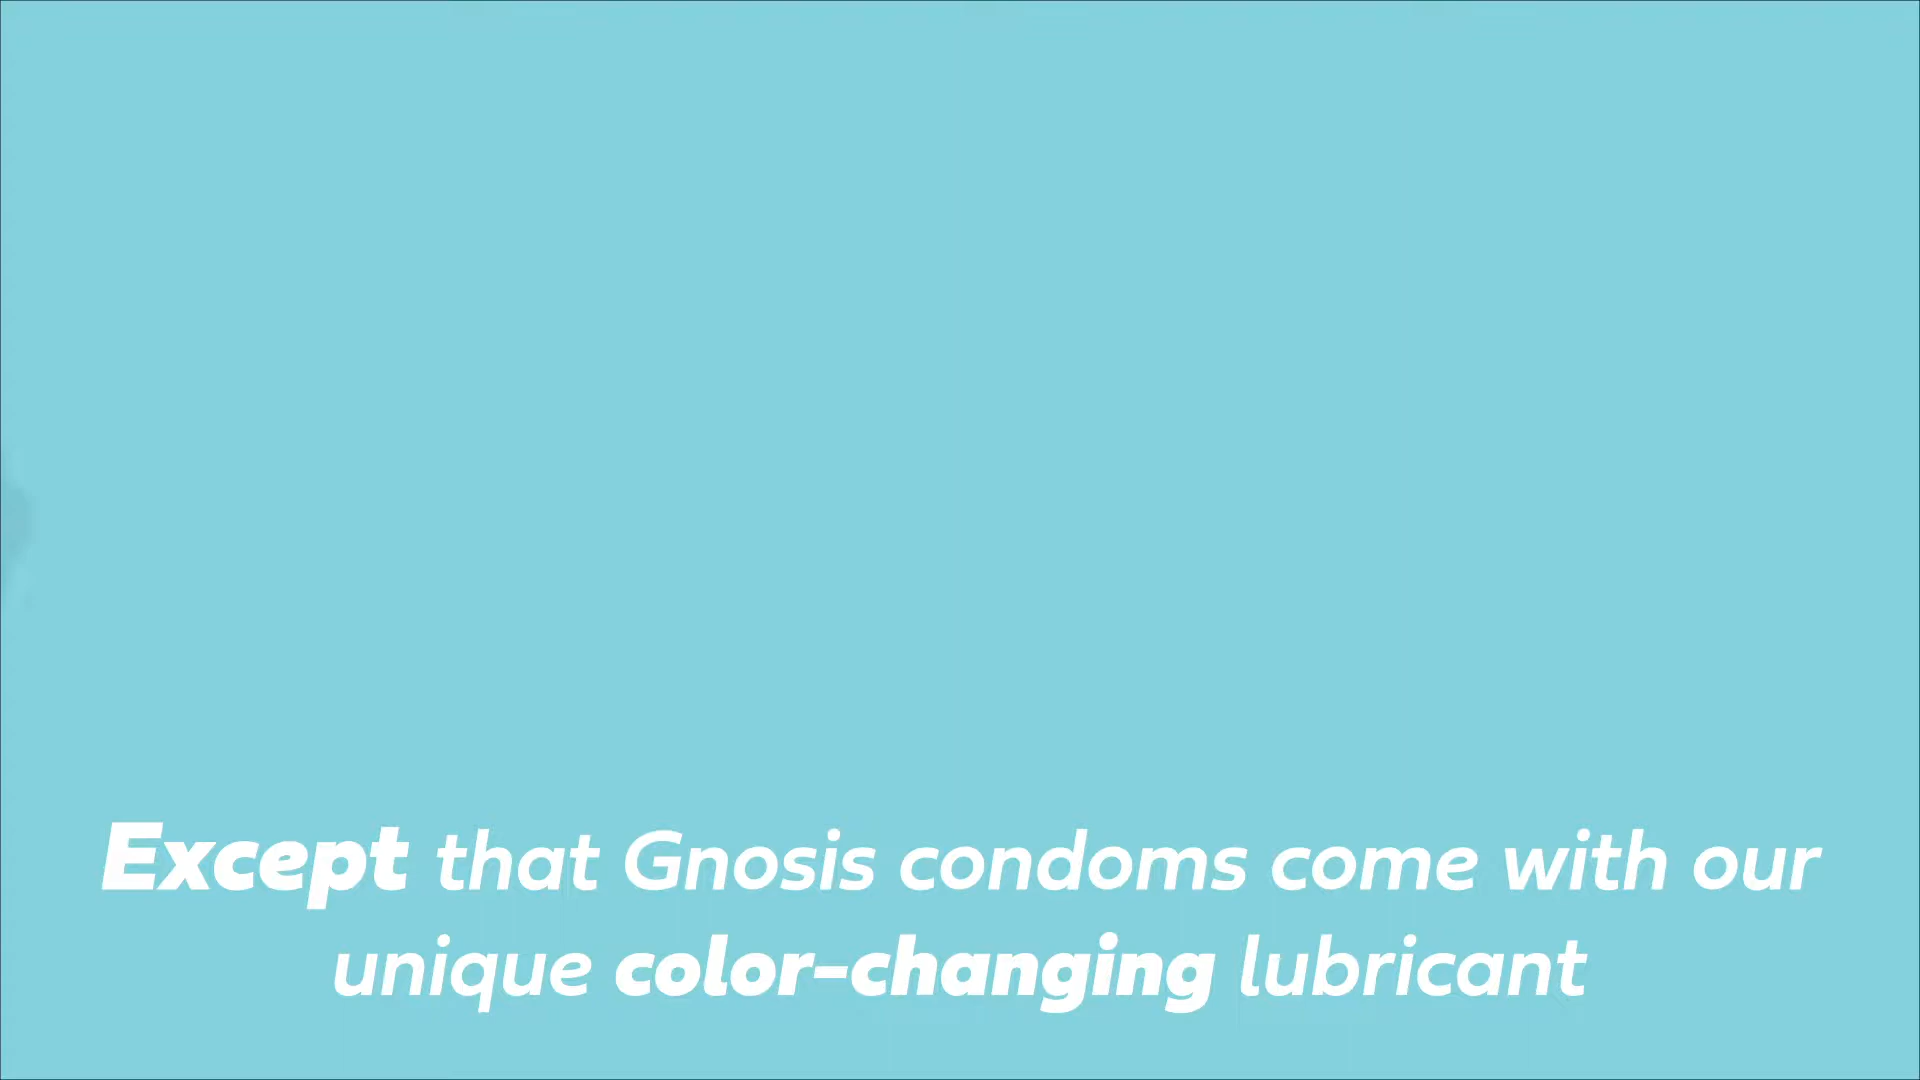 Except that Gnosis condoms come with our
unique color-changing lubricant